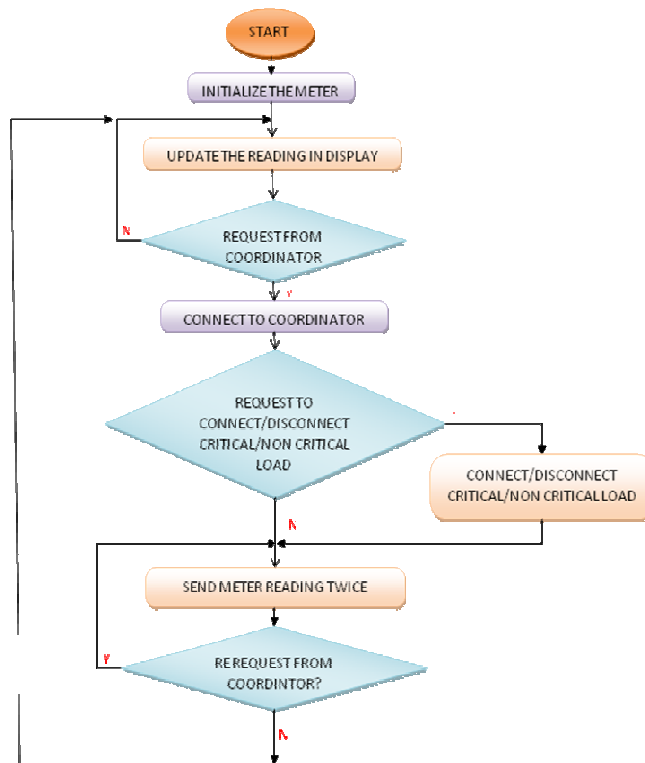 START
INITIALIZE THE METER
UPDATE THE READING IN DISPLAY
N
REQUEST FROM
COORDINATOR
Y
CONNECT TO COORDINATOR
REQUEST TO
CONNECT/DISCONNECT
CRITICAL/NON CRITICAL
LOAD
CONNECT/DISCONNECT
CRITICAL/NON CRITICAL LOAD
N
SEND METER READING TWICE
Y
RE REQUEST FROM
COORDINTOR?
N